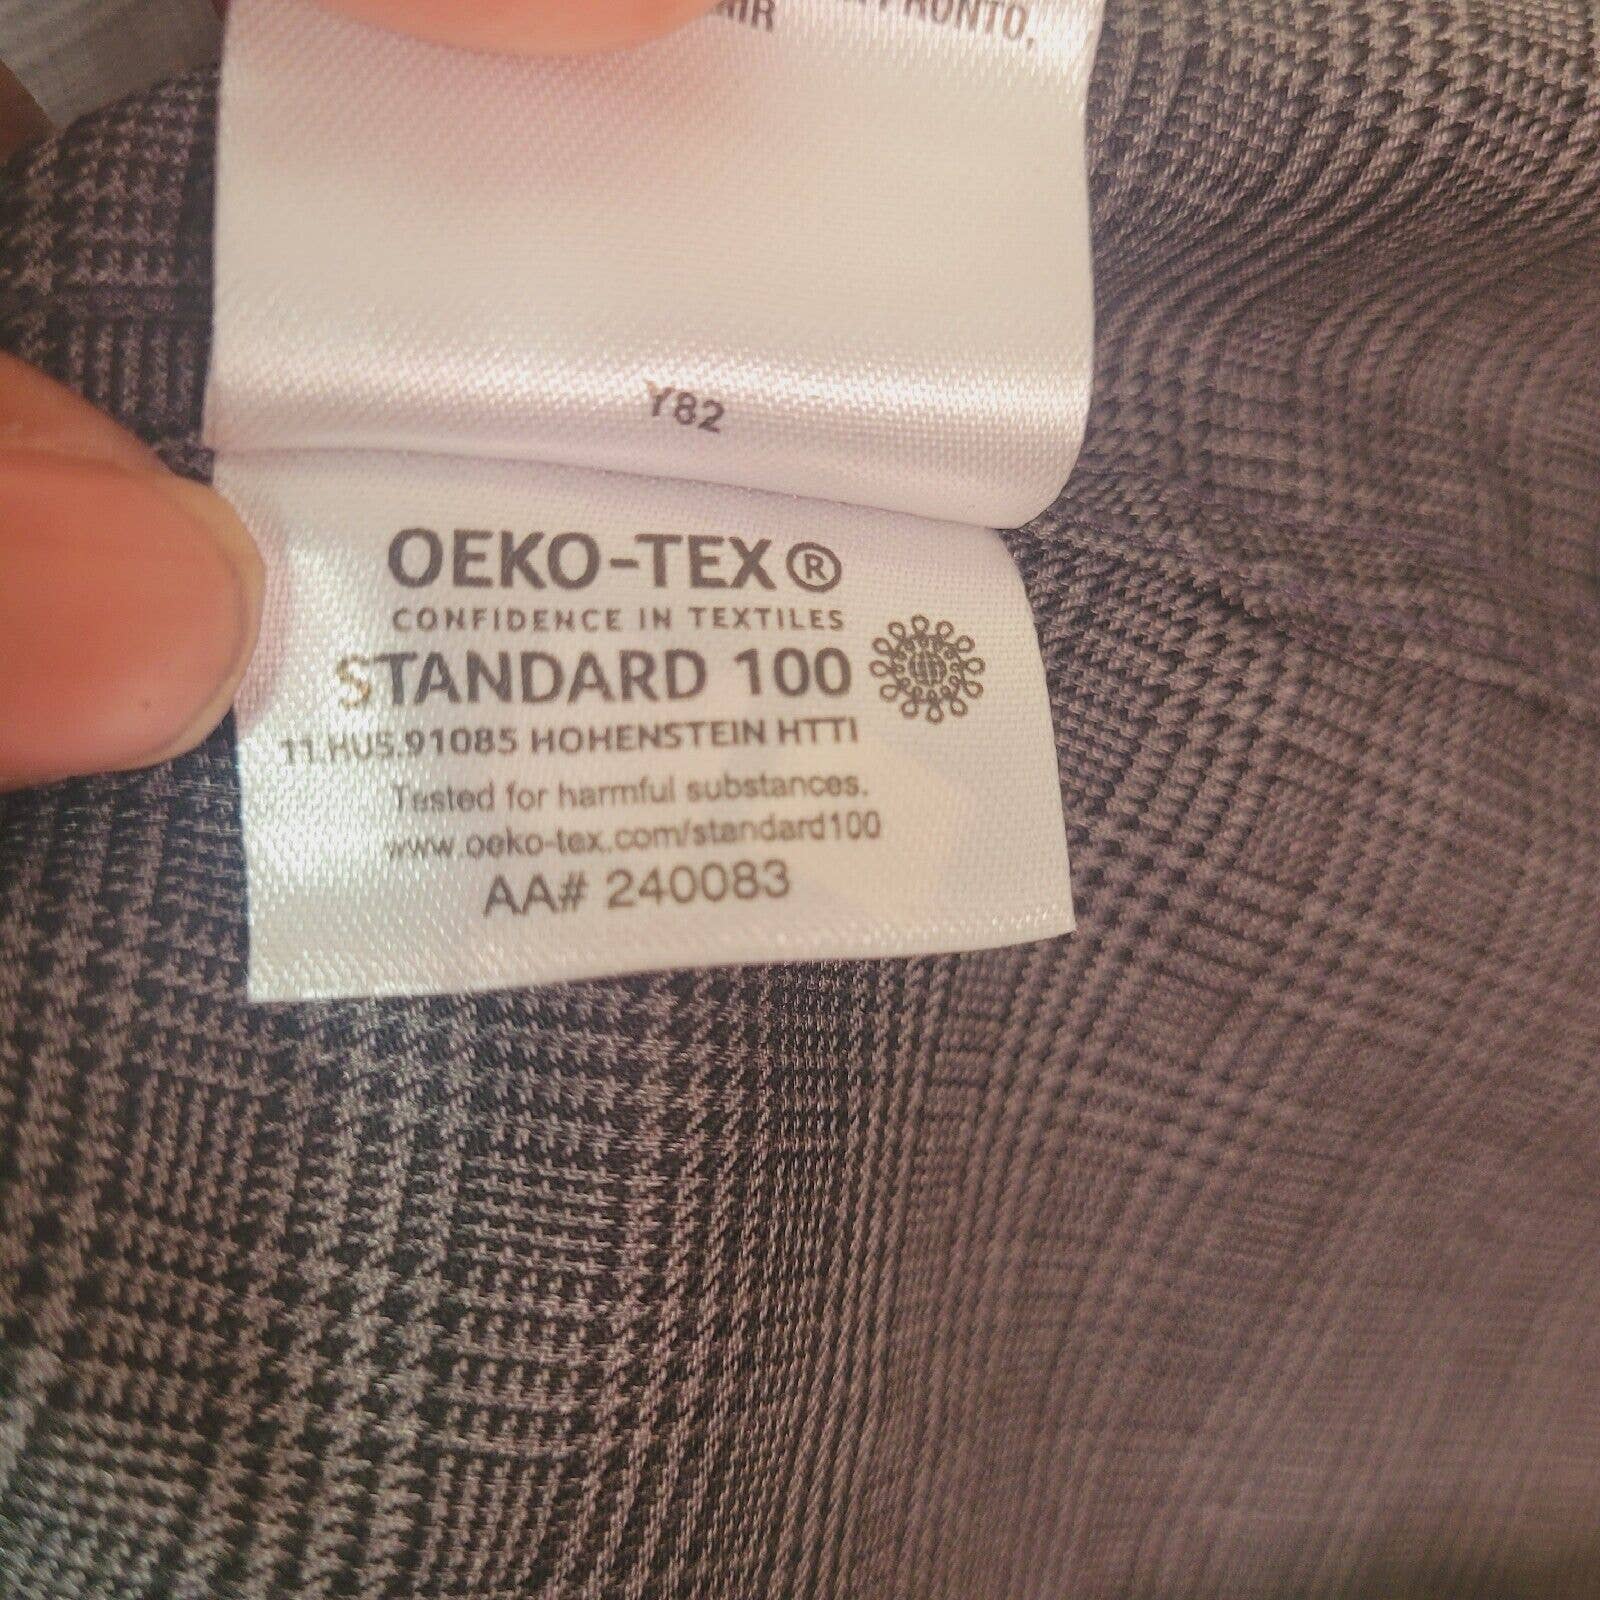 PRONTO,
Y82
OEKO-TEX®
CONFIDENCE IN TEXTILES
STANDARD 100
11.HUS.91085 HOHENSTEIN HTTI
Tested for harmful substances.
www.oeko-tex.com/standard100
AA# 240083